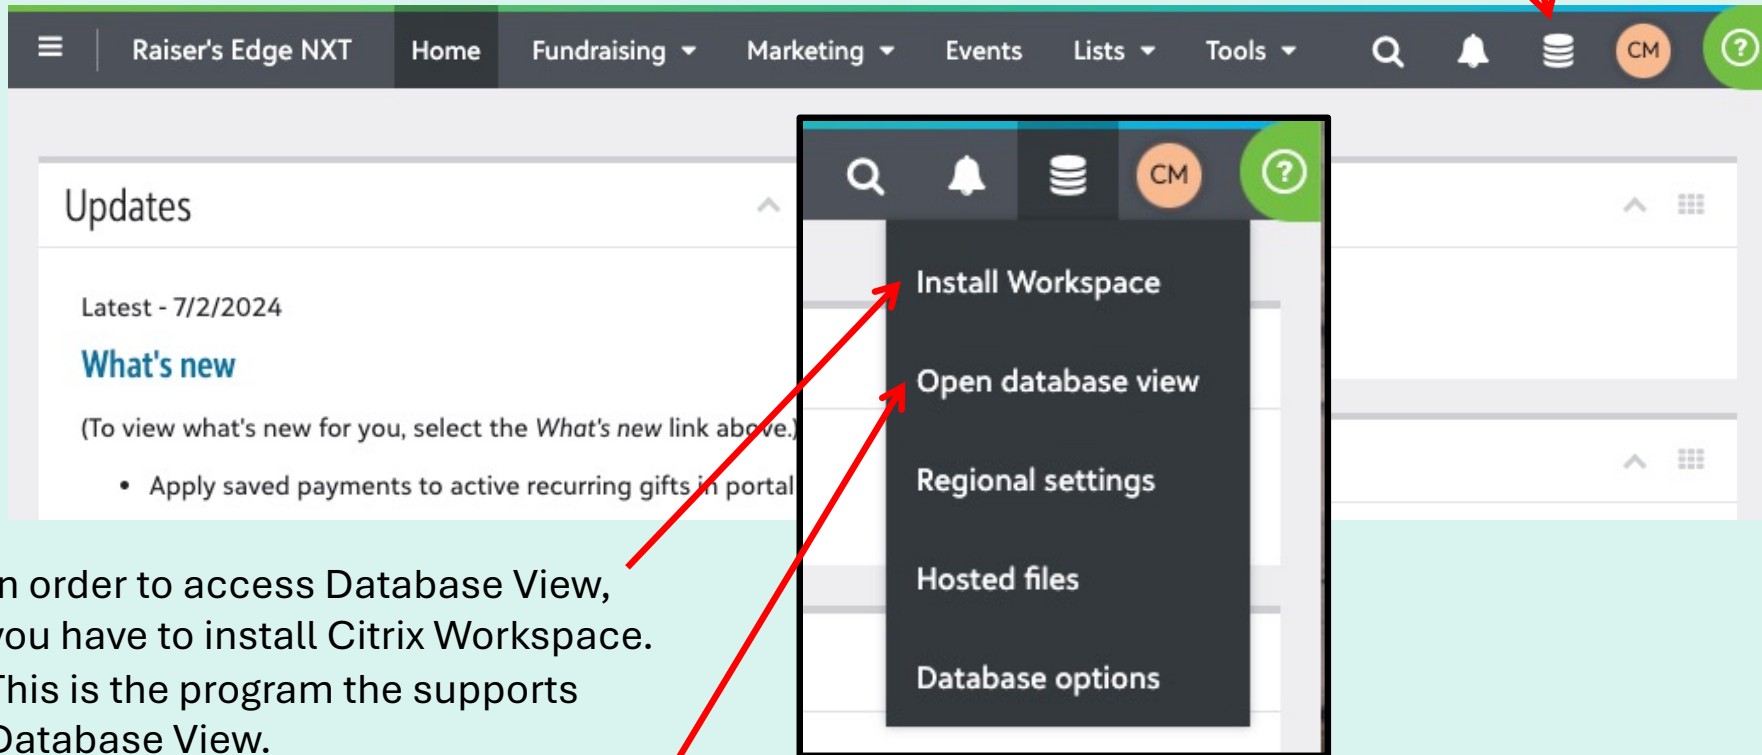 Raiser's Edge NXT Home Fundraising Marketing Events Lists Tools CM ?
Updates
Latest - 7/2/2024
What's new
(To view what's new for you, select the What's new link above.)
• Apply saved payments to active recurring gifts in portal
CM ?
Install Workspace
Open database view
Regional settings
Hosted files
Database options
n order to access Database View,
you have to install Citrix Workspace.
This is the program the supports
Database View.